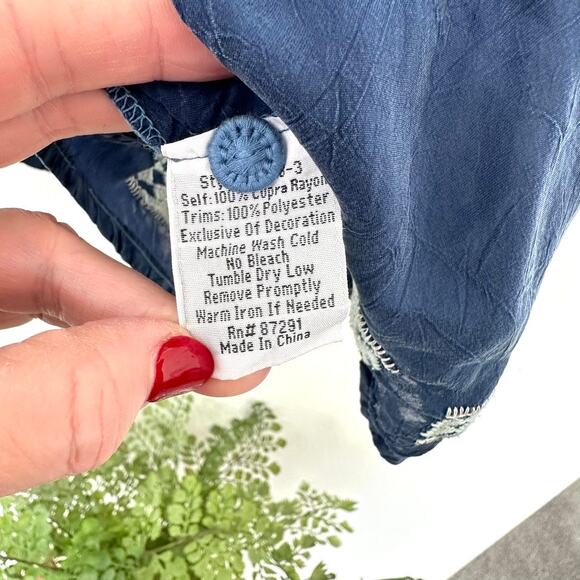 -3
Self:100% Cupra Rayon
Trims:100% Polyester
Exclusive Of Decoration
Machine Wash Cold
No Bleach
Tumble Dry Low
Remove Promptly
Warm Iron If Needed
Rn# 87291
Made In China